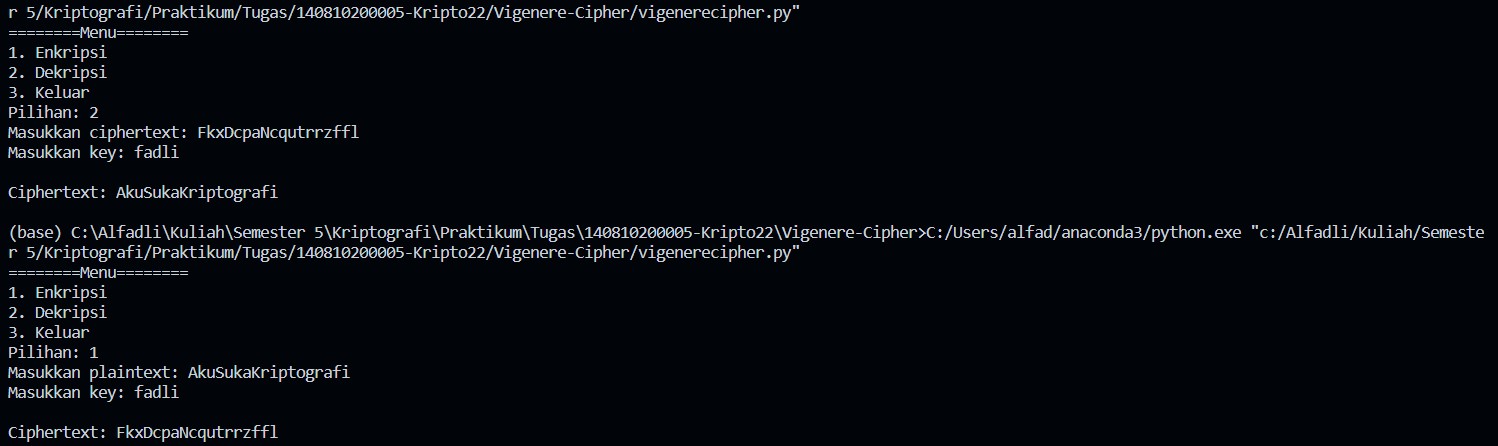 r 5/Kriptografi/Praktikum/Tugas/140810200005-Kripto22/Vigenere-Cipher/vigenerecipher.py"
========Menu========
1. Enkripsi
2. Dekripsi
3. Keluar
Pilihan: 2
Masukkan ciphertext: FkxDcpaNcqutrrzffl
Masukkan key: fadli
Ciphertext: AkuSukaKriptografi
(base) C:\Alfadli\Kuliah\Semester 5\Kriptografi\Praktikum\Tugas\140810200005-Kripto22\Vigenere-Cipher>C:/Users/alfad/anaconda3/python.exe "c:/Alfadli/Kuliah/Semeste
r 5/Kriptografi/Praktikum/Tugas/140810200005-Kripto22/Vigenere-Cipher/vigenerecipher.py"
========Menu========
1. Enkripsi
2. Dekripsi
3. Keluar
Pilihan: 1
Masukkan plaintext: AkuSukaKriptografi
Masukkan key: fadli
Ciphertext: FkxDcpaNcqutrrzffl